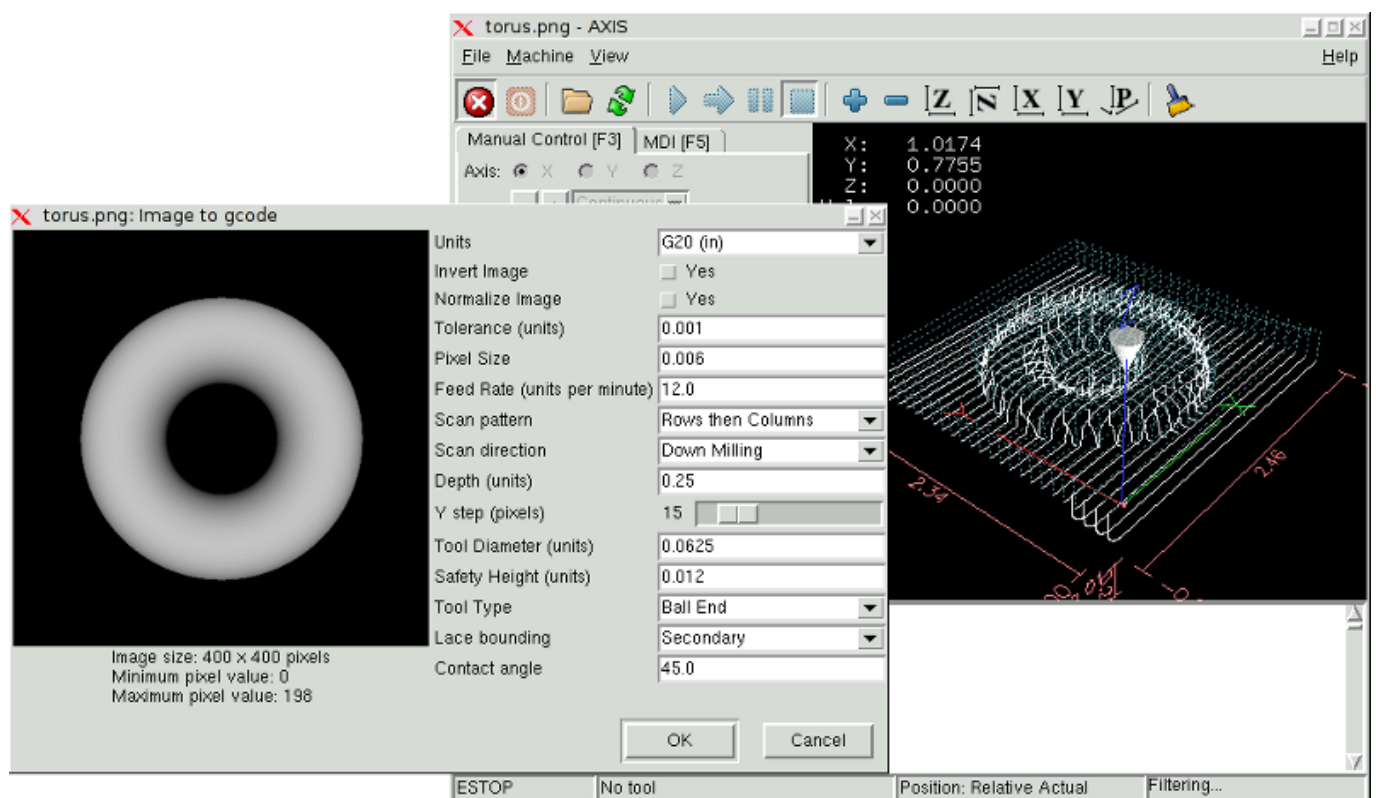 torus.png - AXIS
File Machine View Help
Z N X Y P
Manual Control [F3] MDI [F5]
Axis: X Y Z
Continuous
X: 1.0174
Y: 0.7755
Z: 0.0000
0.0000
torus.png: Image to gcode
Units G20 (in)
Invert Image Yes
Normalize Image Yes
Tolerance (units) 0.001
Pixel Size 0.006
Feed Rate (units per minute) 12.0
Scan pattern Rows then Columns
Scan direction Down Milling
Depth (units) 0.25
Y step (pixels) 15
Tool Diameter (units) 0.0625
Safety Height (units) 0.012
Tool Type Ball End
Lace bounding Secondary
Contact angle 45.0
Image size: 400 x 400 pixels
Minimum pixel value: 0
Maximum pixel value: 198
OK Cancel
X
2.34
2.46
ESTOP No tool Position: Relative Actual Filtering...